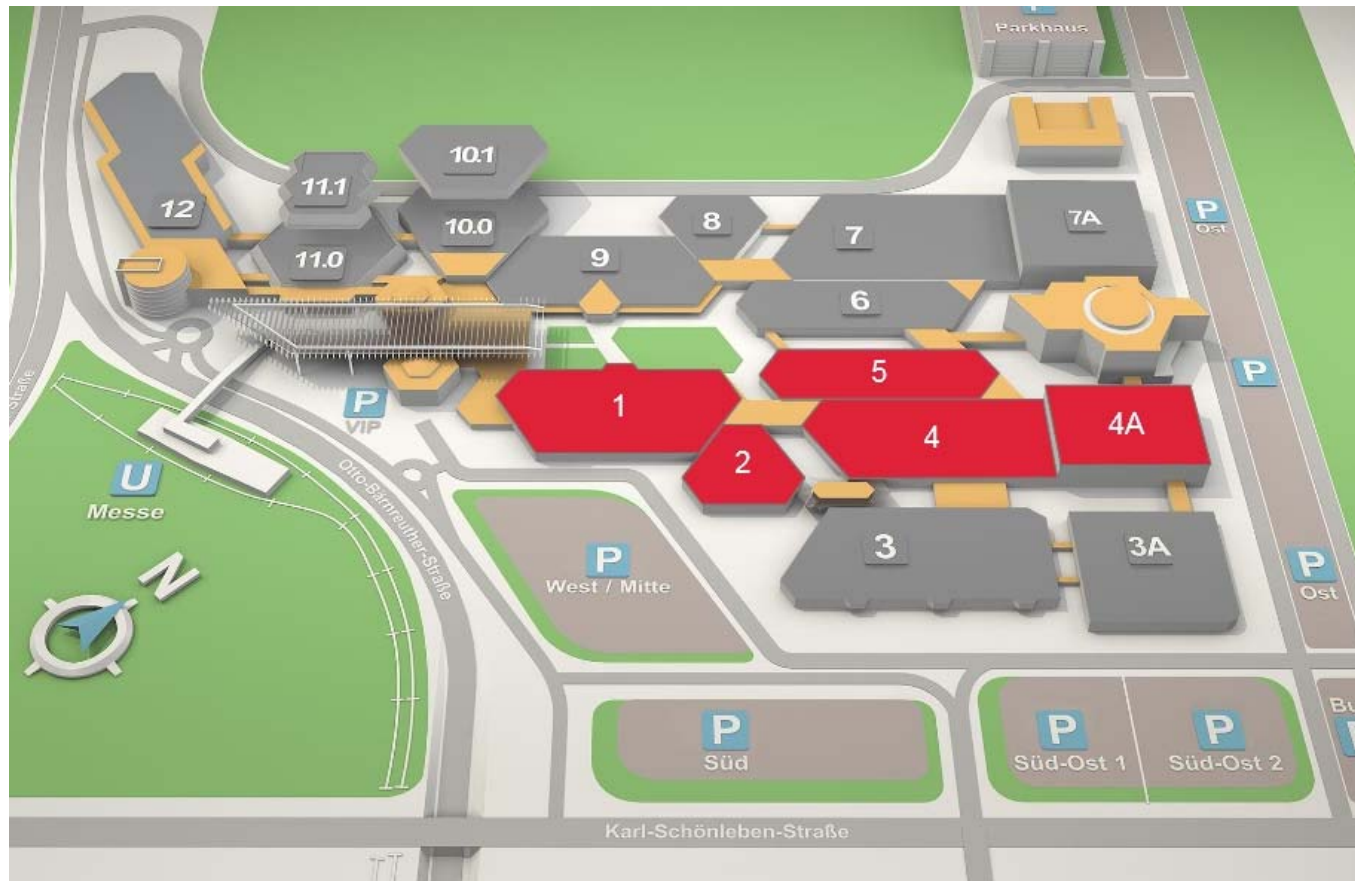 P
Parkhaus
10.1
11.1
12
10.0
8
7
7A
P
Ost
11.0
9
6
5
P
1
4
4A
P
VIP
2
Straße
U
Messe
Otto-Bärnreuther-Straße
3
3A
P
West / Mitte
P
Ost
N
P
Süd
P
Süd-Ost 1
P
Süd-Ost 2
Karl-Schönleben-Straße